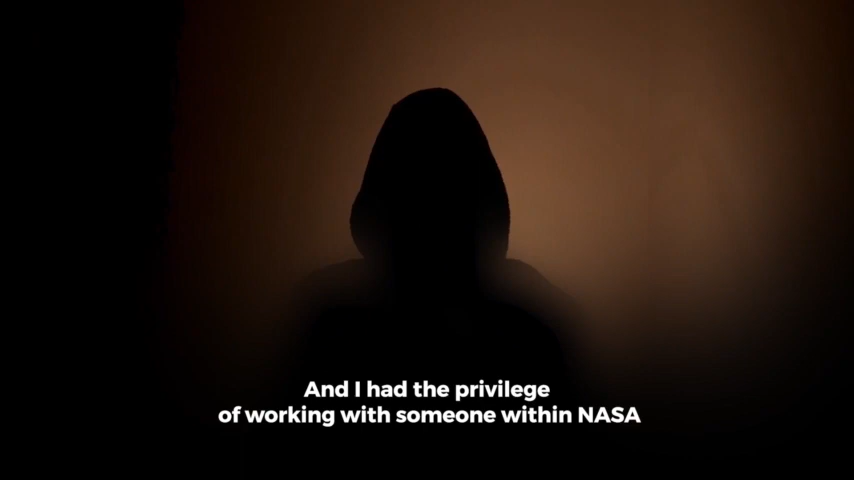 And I had the privilege
of working with someone within NASA